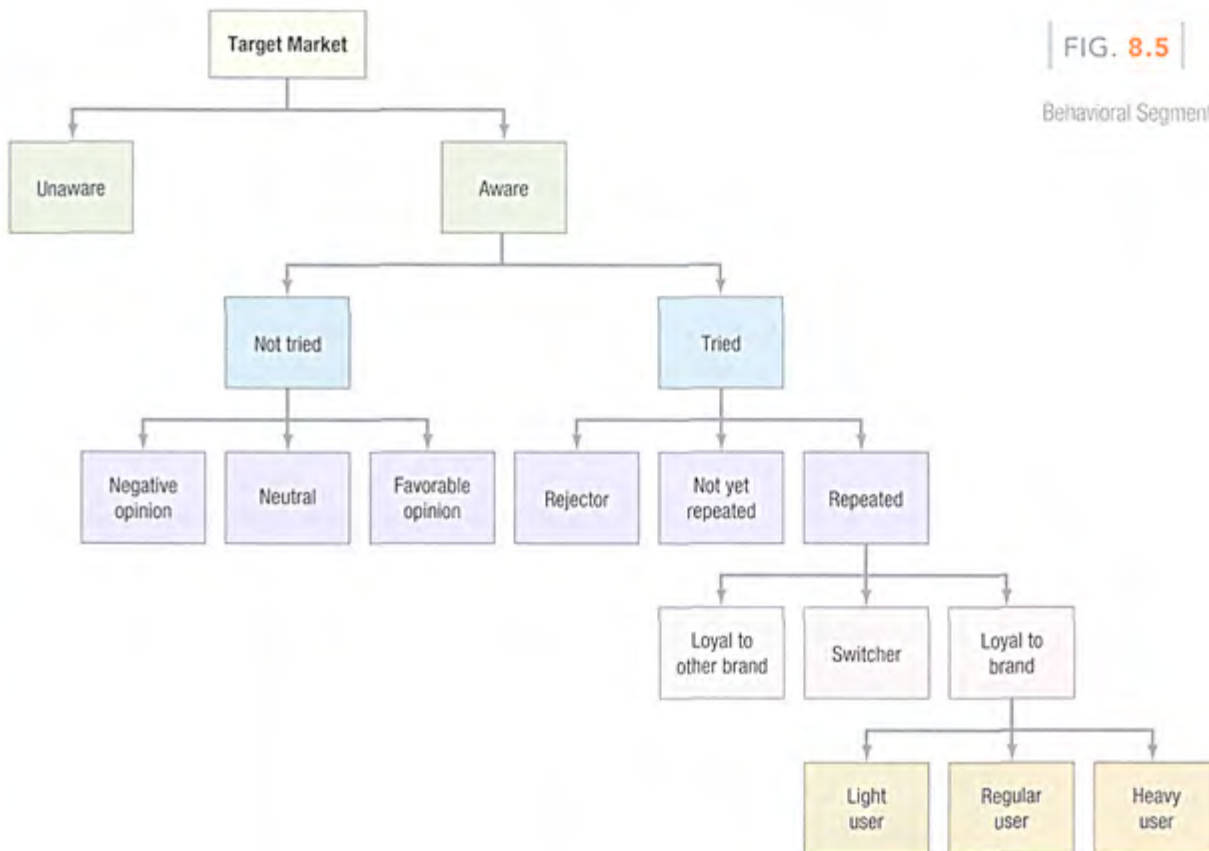 Target Market
FIG. 8.5
Behavioral Segment
Unaware
Aware
Not tried
Tried
Negative
opinion
Neutral
Favorable
opinion
Rejector
Not yet
repeated
Repeated
Loyal to
other brand
Switcher
Loyal to
brand
Light
user
Regular
user
Heavy
user